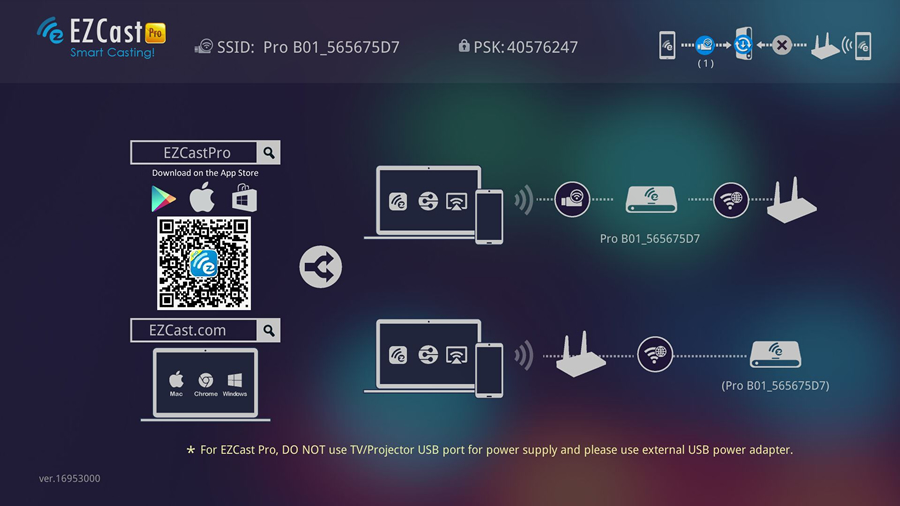 EZCast Pro
Smart Casting!
SSID: Pro B01_565675D7
PSK: 40576247
(1)
EZCastPro
Download on the App Store
Pro B01_565675D7
EZCast.com
Mac Chrome Windows
(Pro B01_565675D7)
* For EZCast Pro, DO NOT use TV/Projector USB port for power supply and please use external USB power adapter.
ver.16953000